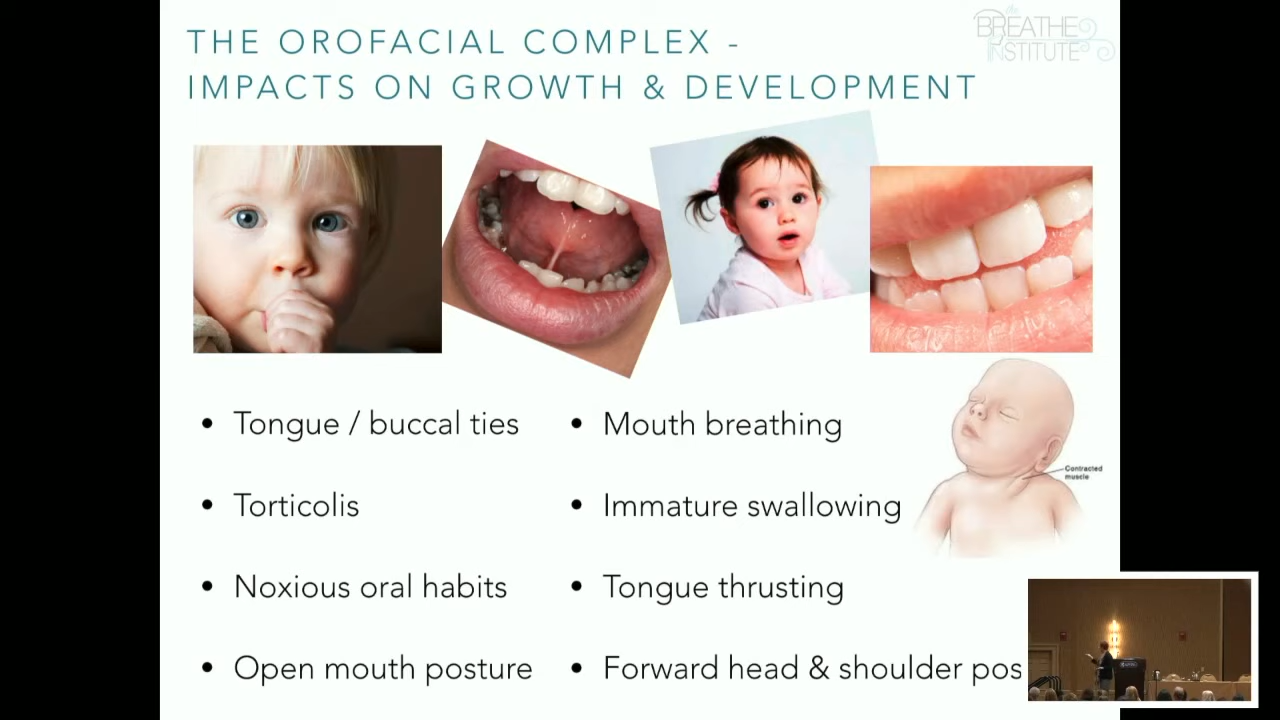 THE OROFACIAL COMPLEX -
IMPACTS ON GROWTH & DEVELOPMENT
the
BREATHE
INSTITUTE
• Tongue / buccal ties
• Torticolis
• Noxious oral habits
• Open mouth posture
• Mouth breathing
• Immature swallowing
• Tongue thrusting
• Forward head & shoulder pos
Contracted
muscle